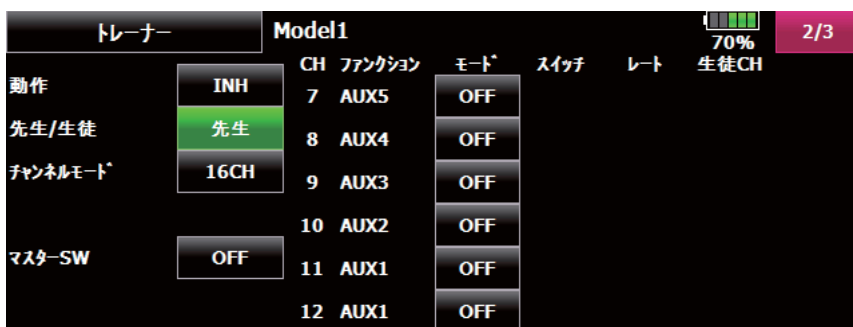 トレーナー Model1 70% 2/3
CH ファンクション モード スイッチ レート 生徒CH
動作 INH 7 AUX5 OFF
先生/生徒 先生 8 AUX4 OFF
チャンネルモード 16CH 9 AUX3 OFF
10 AUX2 OFF
マスターSW OFF 11 AUX1 OFF
12 AUX1 OFF